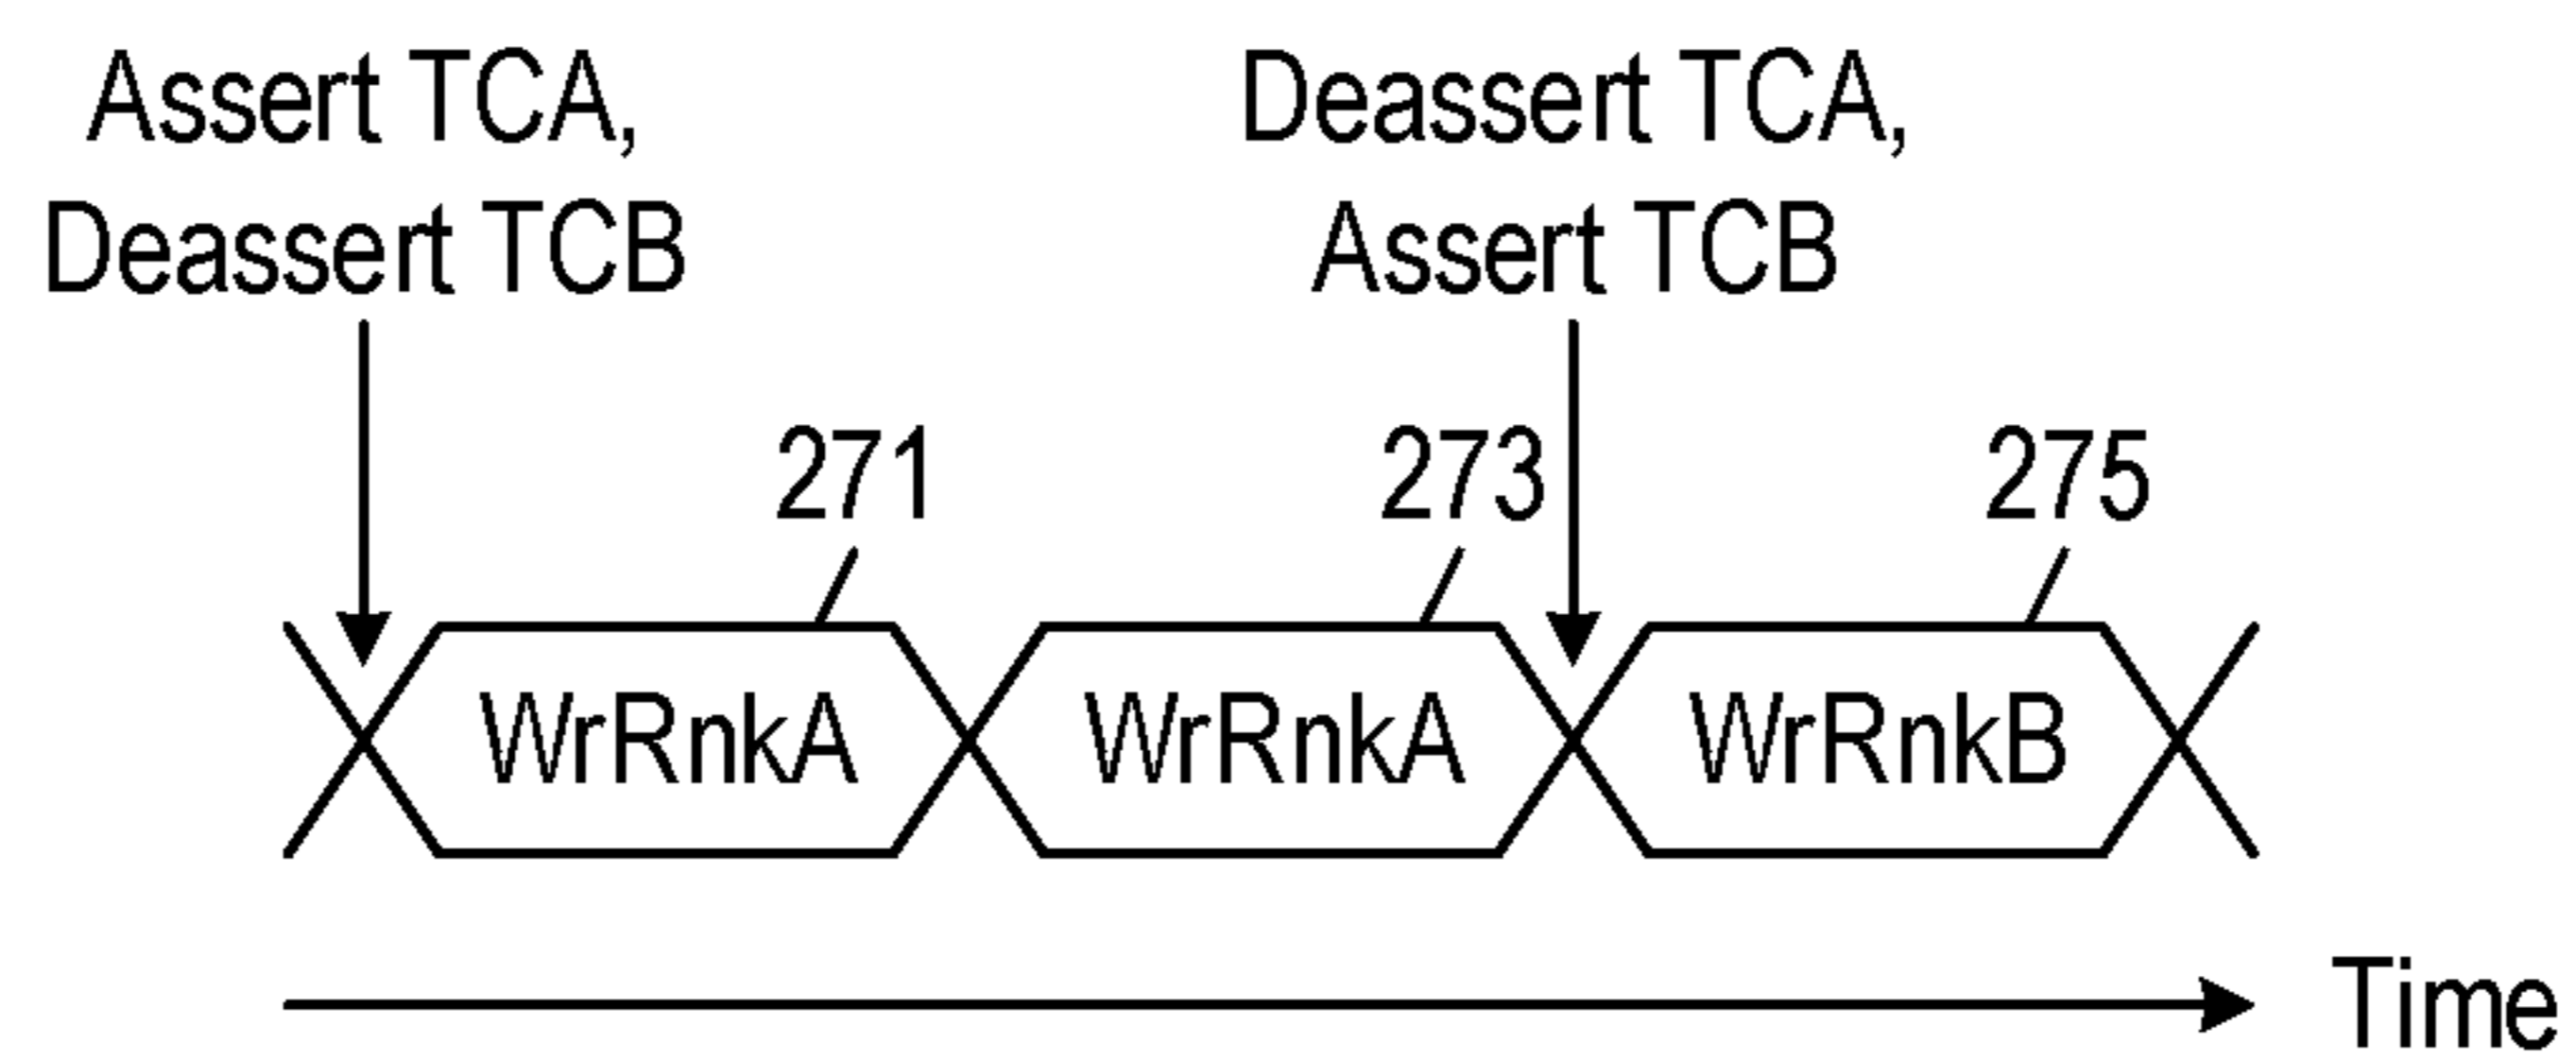 Assert TCA,
Deassert TCB
Deassert TCA,
Assert TCB
271
273
275
WrRnkA
WrRnkA
WrRnkB
Time